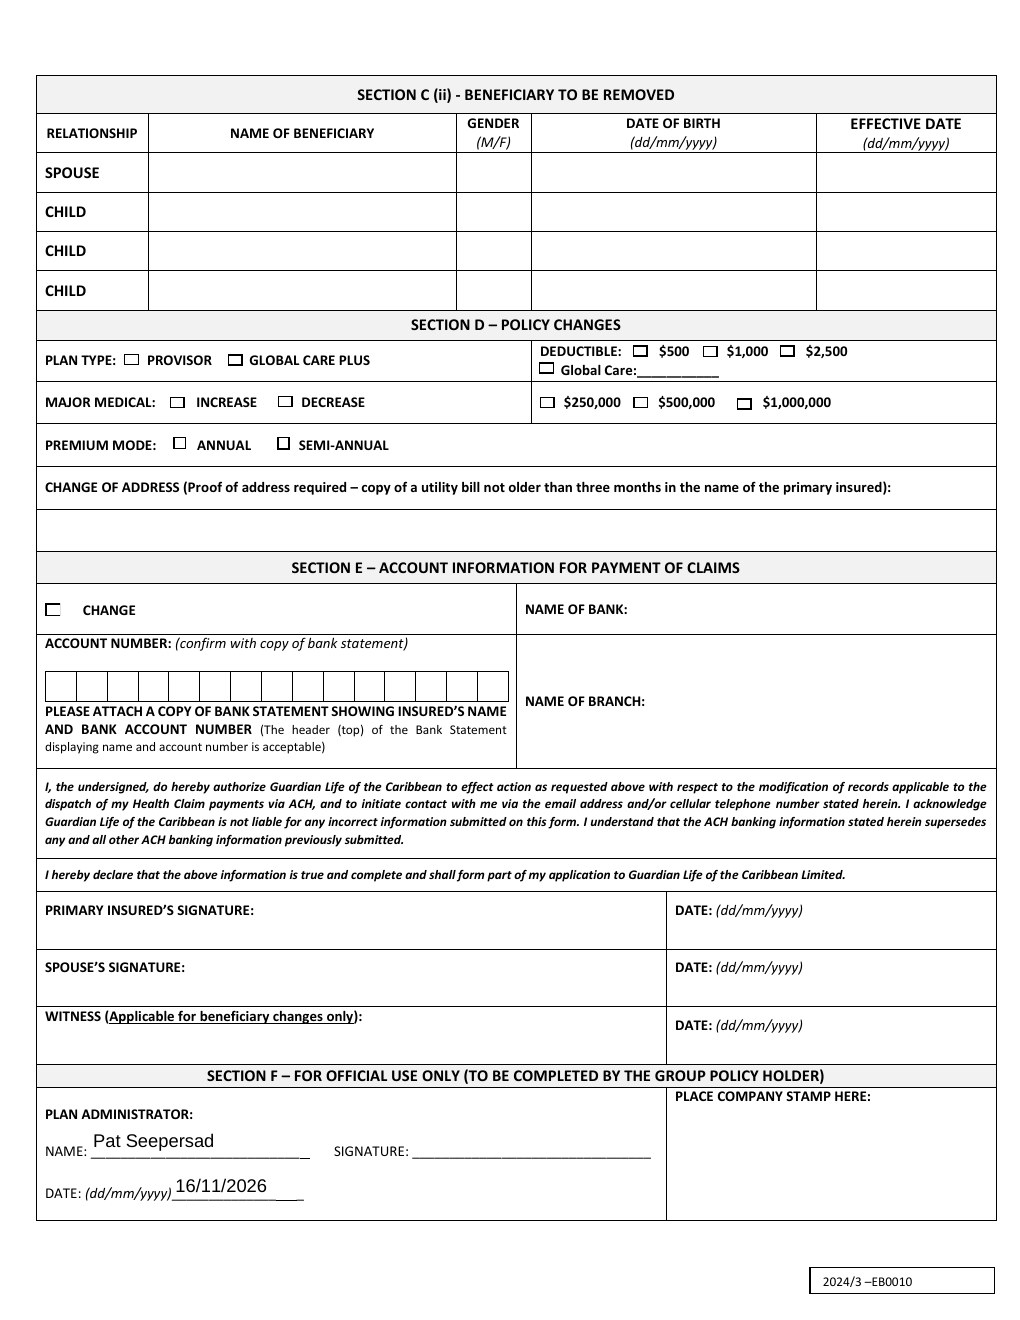 SECTION C (ii) - BENEFICIARY TO BE REMOVED
RELATIONSHIP NAME OF BENEFICIARY GENDER (M/F) DATE OF BIRTH (dd/mm/yyyy) EFFECTIVE DATE (dd/mm/yyyy)
SPOUSE
CHILD
CHILD
CHILD
SECTION D – POLICY CHANGES
PLAN TYPE: ☐ PROVISOR ☐ GLOBAL CARE PLUS
DEDUCTIBLE: ☐ $500 ☐ $1,000 ☐ $2,500
☐ Global Care:___________
MAJOR MEDICAL: ☐ INCREASE ☐ DECREASE
☐ $250,000 ☐ $500,000 ☐ $1,000,000
PREMIUM MODE: ☐ ANNUAL ☐ SEMI-ANNUAL
CHANGE OF ADDRESS (Proof of address required – copy of a utility bill not older than three months in the name of the primary insured):
SECTION E – ACCOUNT INFORMATION FOR PAYMENT OF CLAIMS
☐ CHANGE
NAME OF BANK:
ACCOUNT NUMBER: (confirm with copy of bank statement)
PLEASE ATTACH A COPY OF BANK STATEMENT SHOWING INSURED'S NAME
AND BANK ACCOUNT NUMBER (The header (top) of the Bank Statement
displaying name and account number is acceptable)
NAME OF BRANCH:
I, the undersigned, do hereby authorize Guardian Life of the Caribbean to effect action as requested above with respect to the modification of records applicable to the
dispatch of my Health Claim payments via ACH, and to initiate contact with me via the email address and/or cellular telephone number stated herein. I acknowledge
Guardian Life of the Caribbean is not liable for any incorrect information submitted on this form. I understand that the ACH banking information stated herein supersedes
any and all other ACH banking information previously submitted.
I hereby declare that the above information is true and complete and shall form part of my application to Guardian Life of the Caribbean Limited.
PRIMARY INSURED'S SIGNATURE:
DATE: (dd/mm/yyyy)
SPOUSE'S SIGNATURE:
DATE: (dd/mm/yyyy)
WITNESS (Applicable for beneficiary changes only):
DATE: (dd/mm/yyyy)
SECTION F – FOR OFFICIAL USE ONLY (TO BE COMPLETED BY THE GROUP POLICY HOLDER)
PLAN ADMINISTRATOR:
PLACE COMPANY STAMP HERE:
NAME: Pat Seepersad SIGNATURE: ________________________________
DATE: (dd/mm/yyyy) 16/11/2026
2024/3 –EB0010